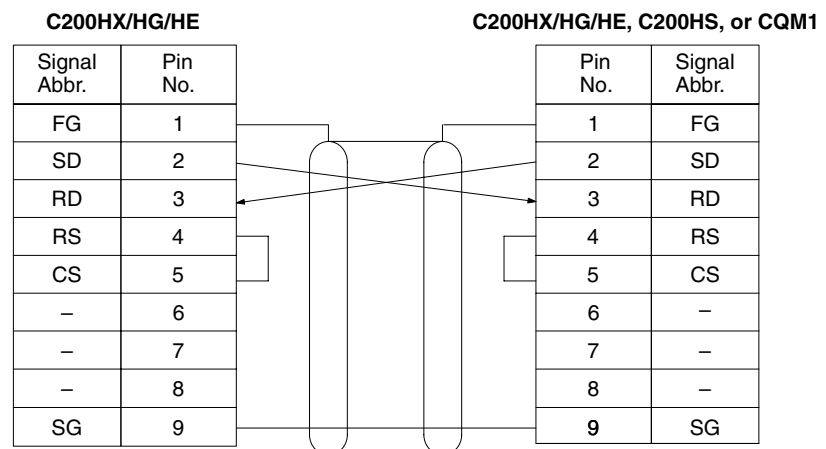 C200HX/HG/HE
C200HX/HG/HE, C200HS, or CQM1
Signal Abbr. Pin No.
FG 1
SD 2
RD 3
RS 4
CS 5
– 6
– 7
– 8
SG 9
Pin No. Signal Abbr.
1 FG
2 SD
3 RD
4 RS
5 CS
6 –
7 –
8 –
9 SG